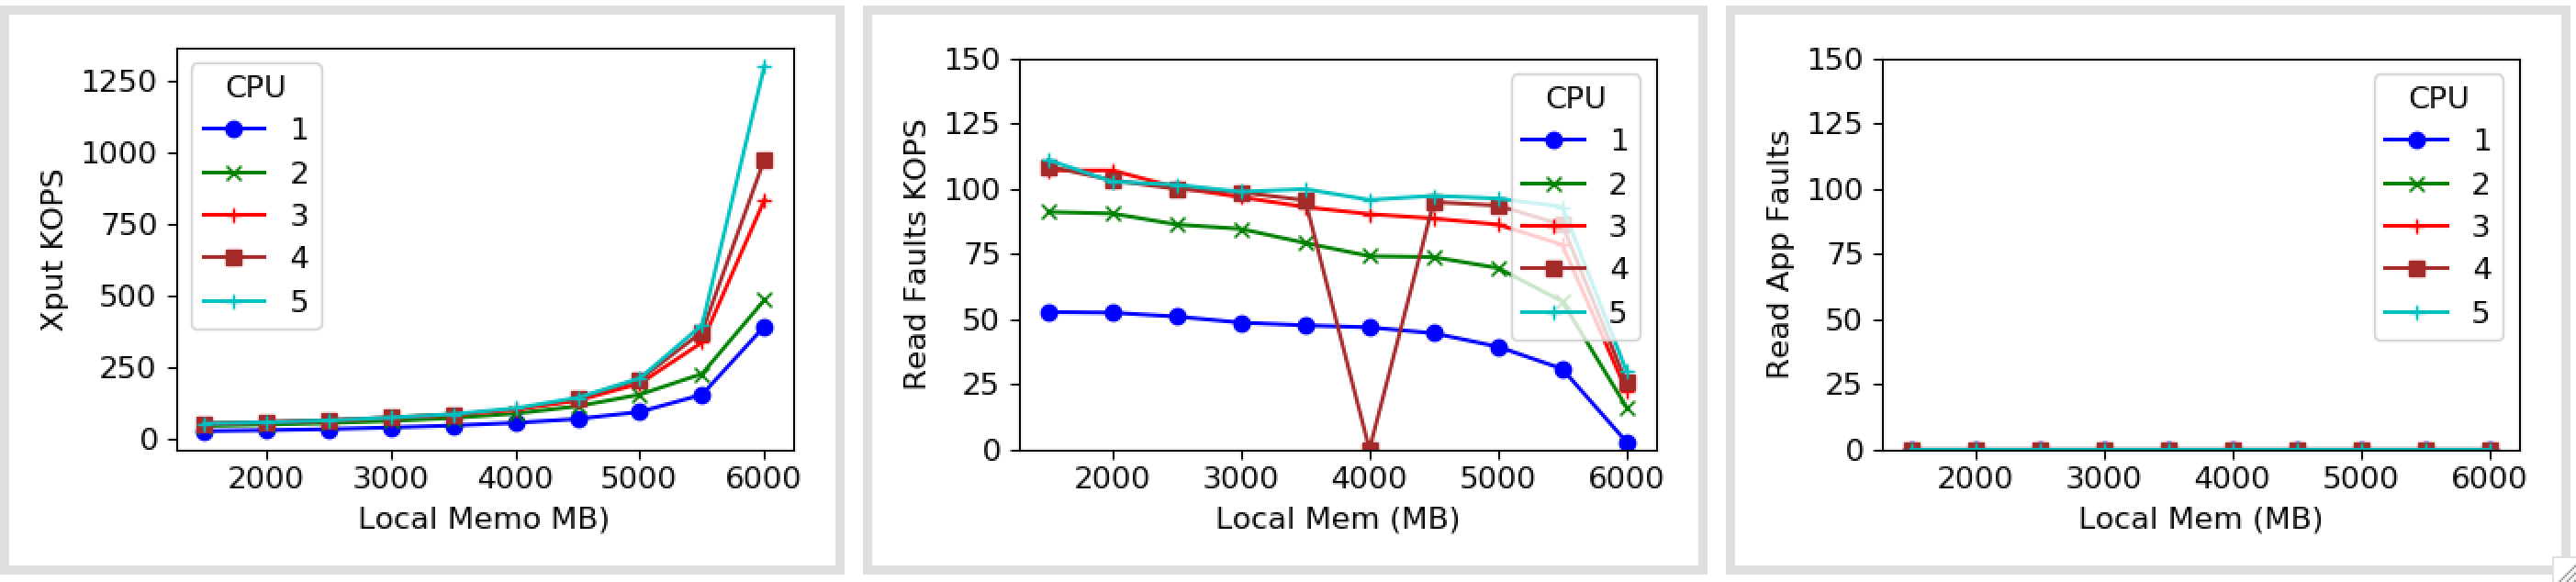 Xput KOPS
1250
1000
750
500
250
0
CPU
1
2
3
4
5
2000 3000 4000 5000 6000
Local Memo MB)
Read Faults KOPS
150
125
100
75
50
25
0
CPU
1
2
3
4
5
2000 3000 4000 5000 6000
Local Mem (MB)
Read App Faults
150
125
100
75
50
25
0
CPU
1
2
3
4
5
2000 3000 4000 5000 6000
Local Mem (MB)